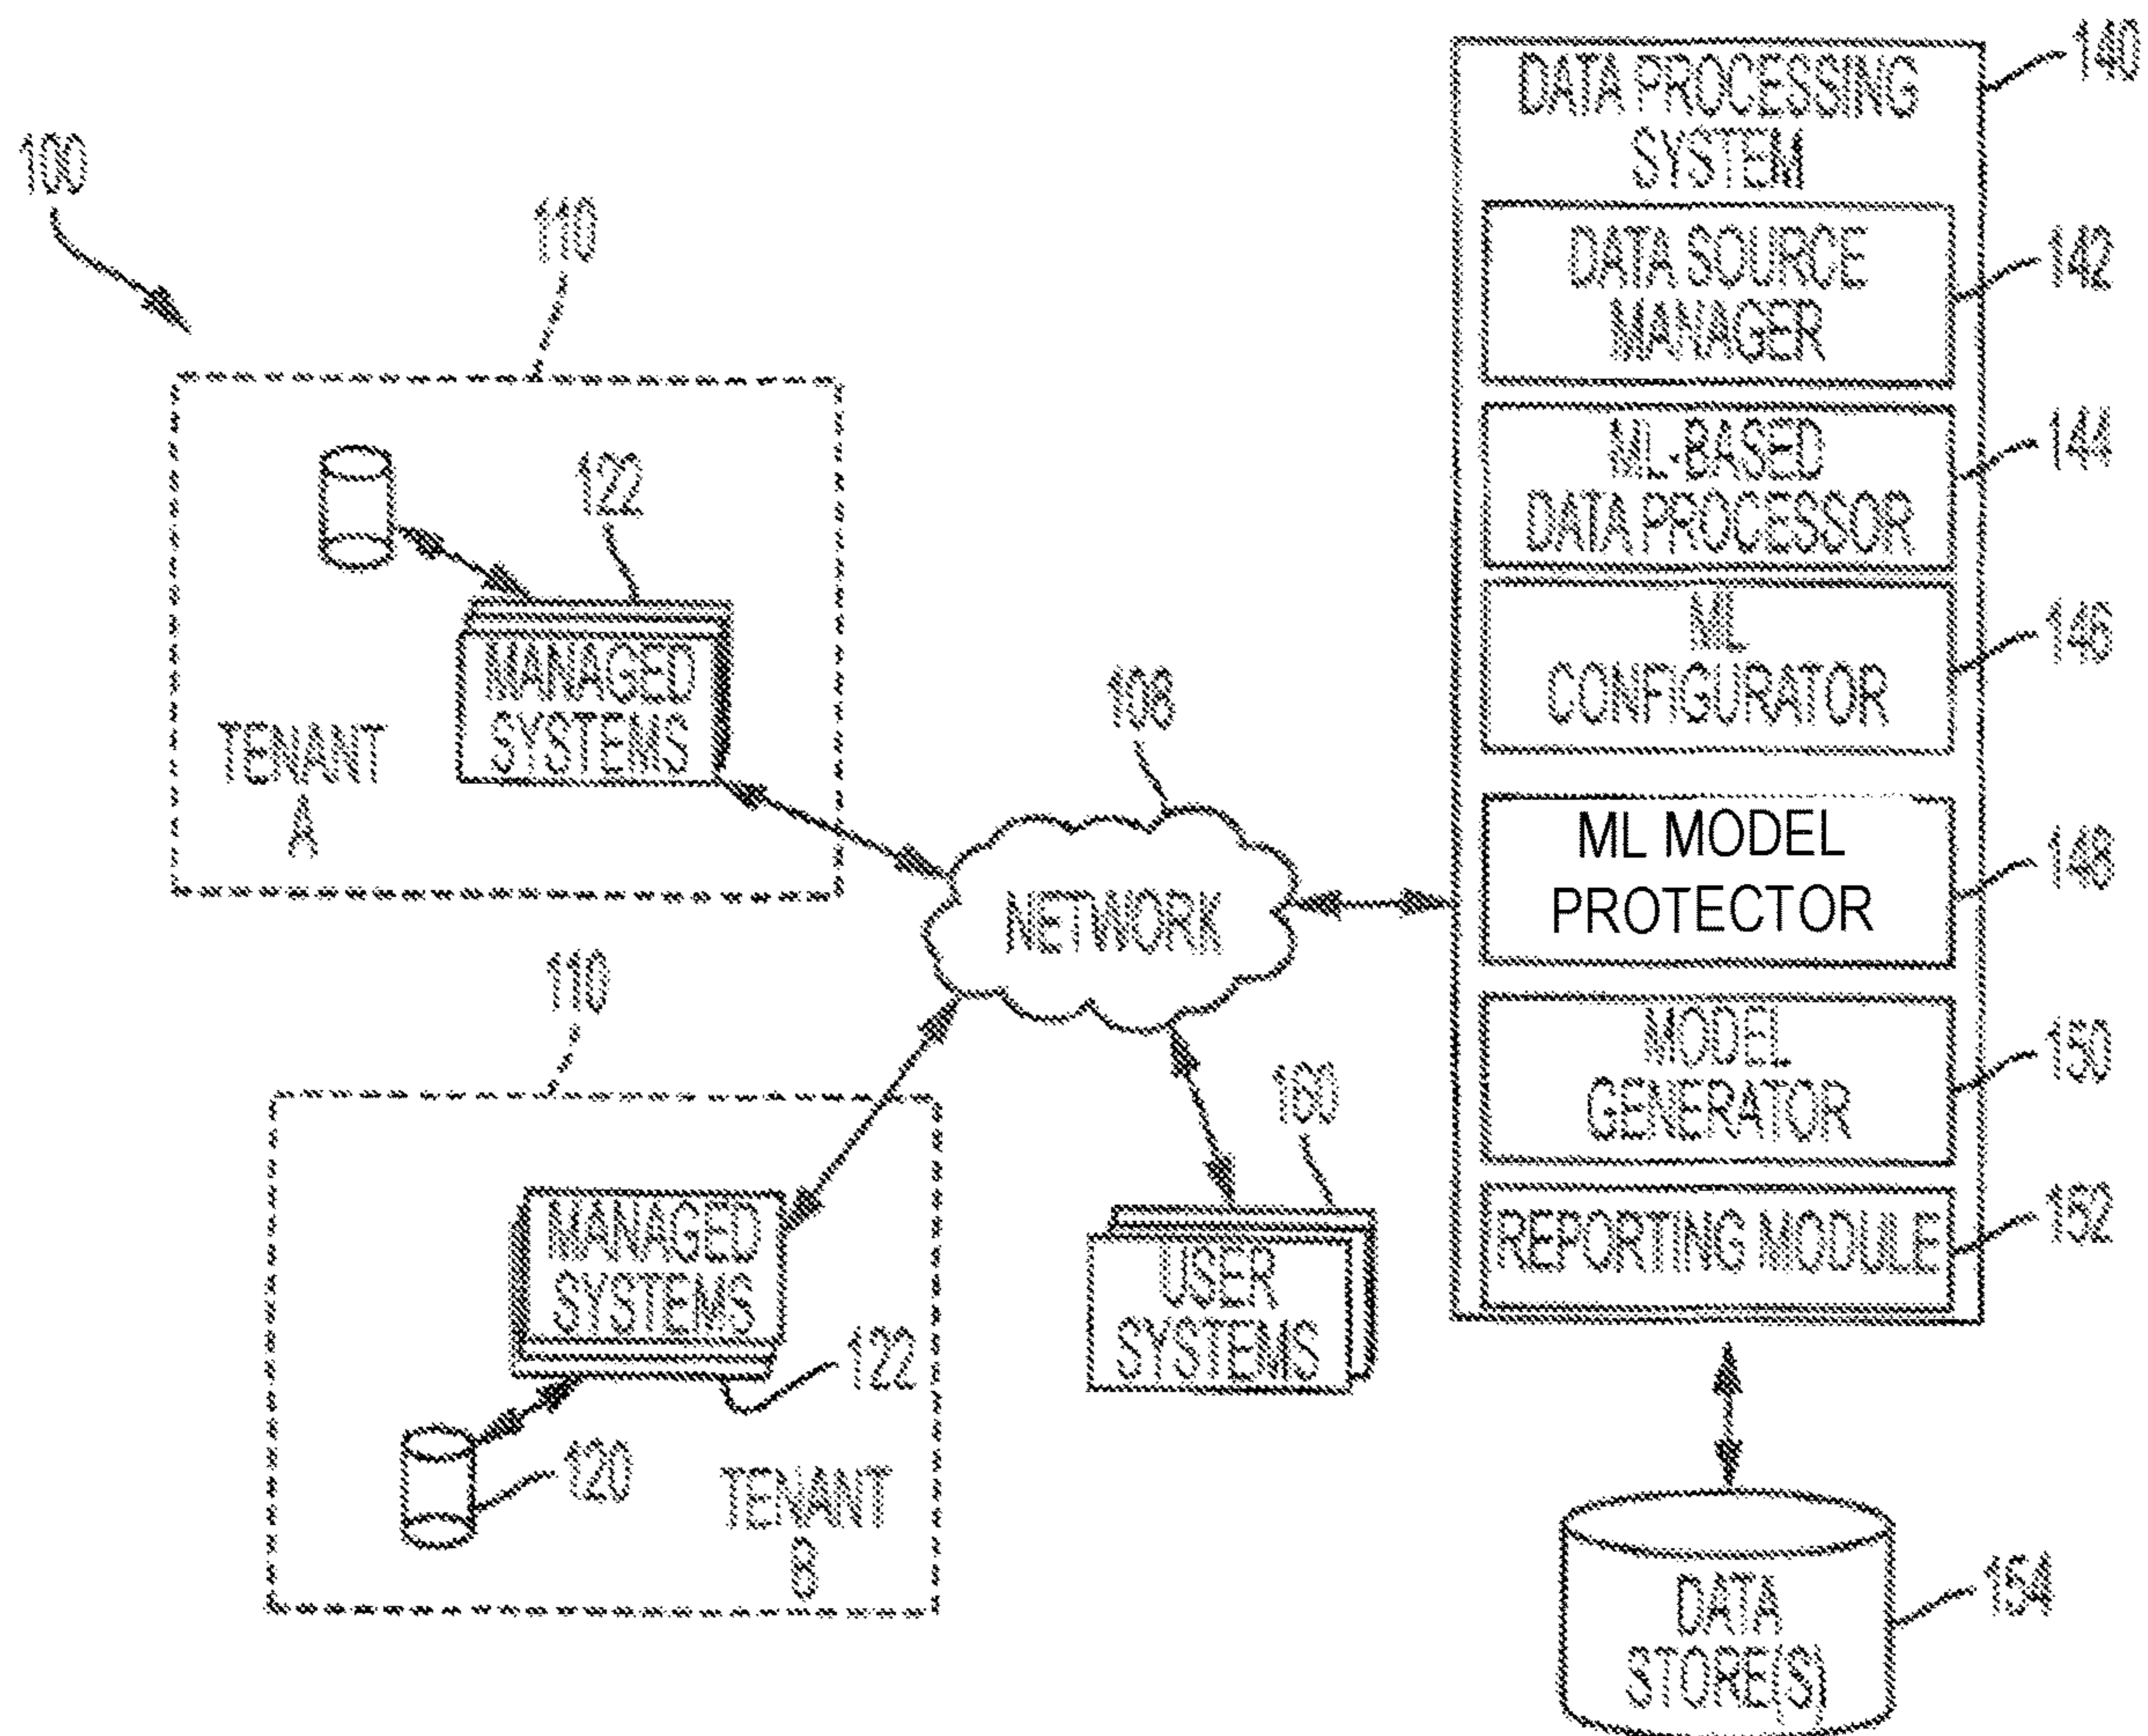 100
110
122
MANAGED
SYSTEMS
TENANT
A
108
NETWORK
110
MANAGED
SYSTEMS
122
120
TENANT
B
160
USER
SYSTEMS
140
DATA PROCESSING
SYSTEM
DATA SOURCE
MANAGER
142
ML-BASED
DATA PROCESSOR
144
ML
CONFIGURATOR
146
ML MODEL
PROTECTOR
148
MODEL
GENERATOR
150
REPORTING MODULE
152
DATA
STORE(S)
154